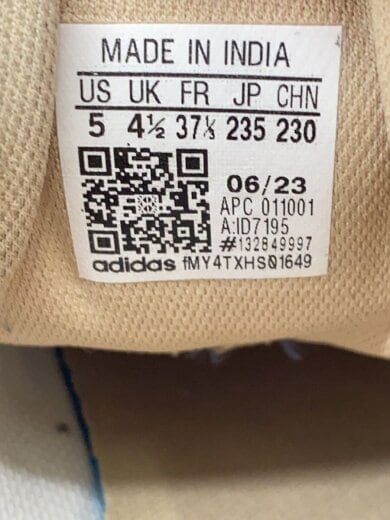 MADE IN INDIA
US UK FR JP CHN
5 4½ 37⅓ 235 230
06/23
APC 011001
A:ID7195
#132849997
adidas fMY4TXHSQ1649